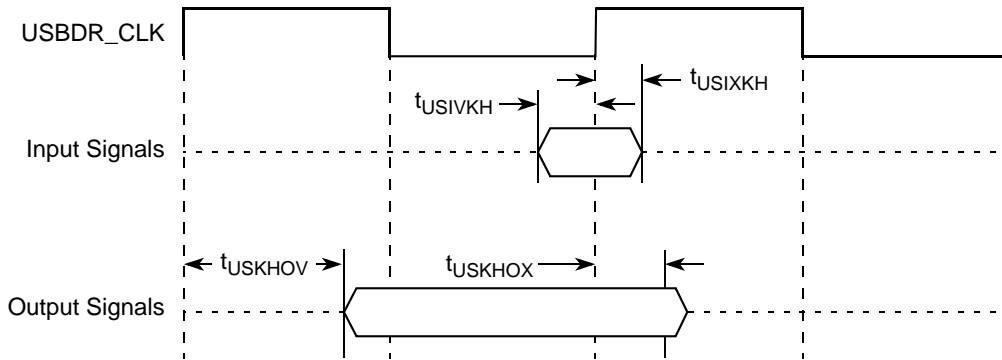 USBDR_CLK
tUSIXKH
tUSIVKH
Input Signals
tUSKHOV
tUSKHOX
Output Signals